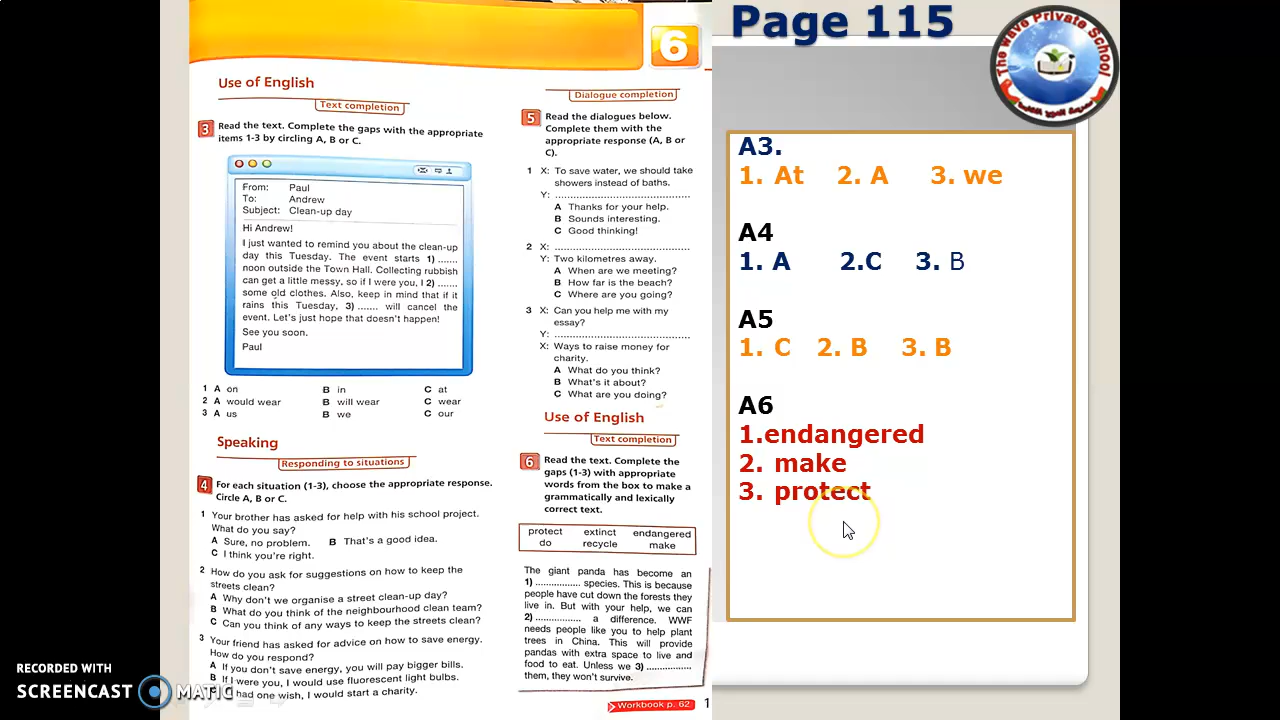 6
Use of English
Text completion
3 Read the text. Complete the gaps with the appropriate
items 1-3 by circling A, B or C.
From: Paul
To: Andrew
Subject: Clean-up day
Hi Andrew!
I just wanted to remind you about the clean-up
day this Tuesday. The event starts 1) .......
noon outside the Town Hall. Collecting rubbish
can get a little messy, so if I were you, I 2) .......
some old clothes. Also, keep in mind that if it
rains this Tuesday, 3) ....... will cancel the
event. Let's just hope that doesn't happen!
See you soon.
Paul
1 A on B in C at
2 A would wear B will wear C wear
3 A us B we C our
Speaking
Responding to situations
4 For each situation (1-3), choose the appropriate response.
Circle A, B or C.
1 Your brother has asked for help with his school project.
What do you say?
A Sure, no problem. B That's a good idea.
C I think you're right.
2 How do you ask for suggestions on how to keep the
streets clean?
A Why don't we organise a street clean-up day?
B What do you think of the neighbourhood clean team?
C Can you think of any ways to keep the streets clean?
3 Your friend has asked for advice on how to save energy.
How do you respond?
A If you don't save energy, you will pay bigger bills.
B If I were you, I would use fluorescent light bulbs.
had one wish, I would start a charity.
Dialogue completion
5 Read the dialogues below.
Complete them with the
appropriate response (A, B or
C).
1 X: To save water, we should take
showers instead of baths.
Y: ........................................
A Thanks for your help.
B Sounds interesting.
C Good thinking!
2 X: ........................................
Y: Two kilometres away.
A When are we meeting?
B How far is the beach?
C Where are you going?
3 X: Can you help me with my
essay?
Y: ........................................
X: Ways to raise money for
charity.
A What do you think?
B What's it about?
C What are you doing?
Use of English
Text completion
6 Read the text. Complete the
gaps (1-3) with appropriate
words from the box to make a
grammatically and lexically
correct text.
protect extinct endangered
do recycle make
The giant panda has become an
1) ............. species. This is because
people have cut down the forests they
live in. But with your help, we can
2) ............. a difference. WWF
needs people like you to help plant
trees in China. This will provide
pandas with extra space to live and
food to eat. Unless we 3) .............
them, they won't survive.
Workbook p. 62
1
Page 115
The wave Private School
A3.
1. At 2. A 3. we
A4
1. A 2.C 3. B
A5
1. C 2. B 3. B
A6
1.endangered
2. make
3. protect
RECORDED WITH
SCREENCAST MATIC